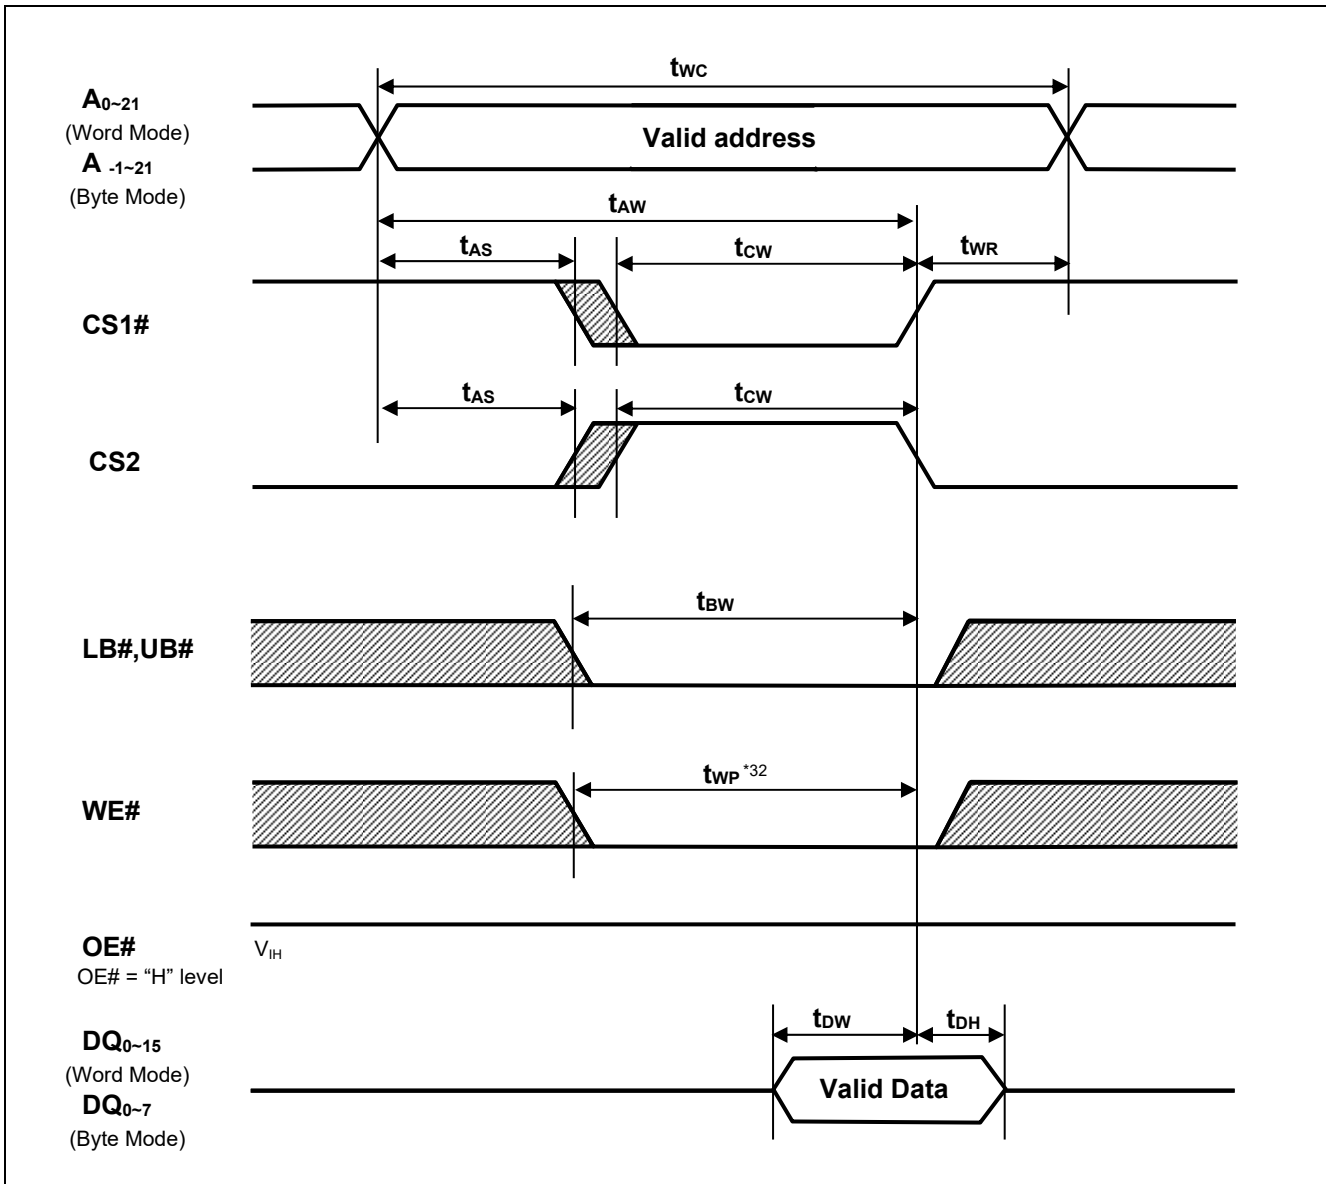 tWC
A0~21
(Word Mode)
A -1~21
(Byte Mode)
Valid address
tAW
tAS
tCW
tWR
CS1#
tAS
tCW
CS2
tBW
LB#,UB#
tWP *32
WE#
OE#
VIH
OE# = “H” level
tDW
tDH
DQ0~15
(Word Mode)
DQ0~7
(Byte Mode)
Valid Data